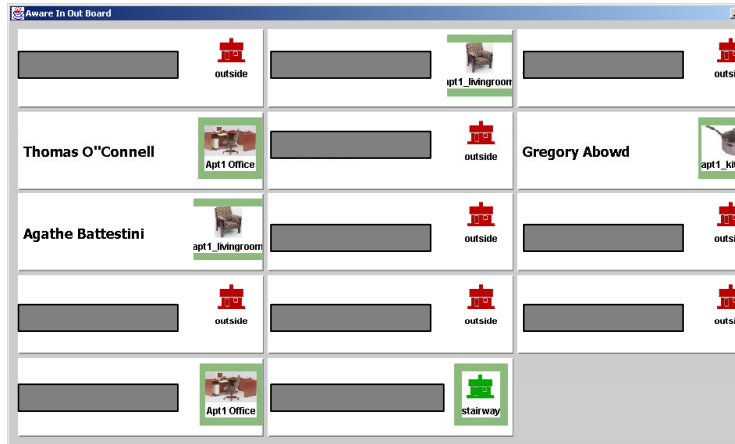 Aware In Out Board
outside
apt1_livingroom
outsi
Thomas O''Connell
Apt1 Office
outside
Gregory Abowd
apt1_ki
Agathe Battestini
apt1_livingroom
outside
outsi
outside
outside
outsi
Apt1 Office
stairway